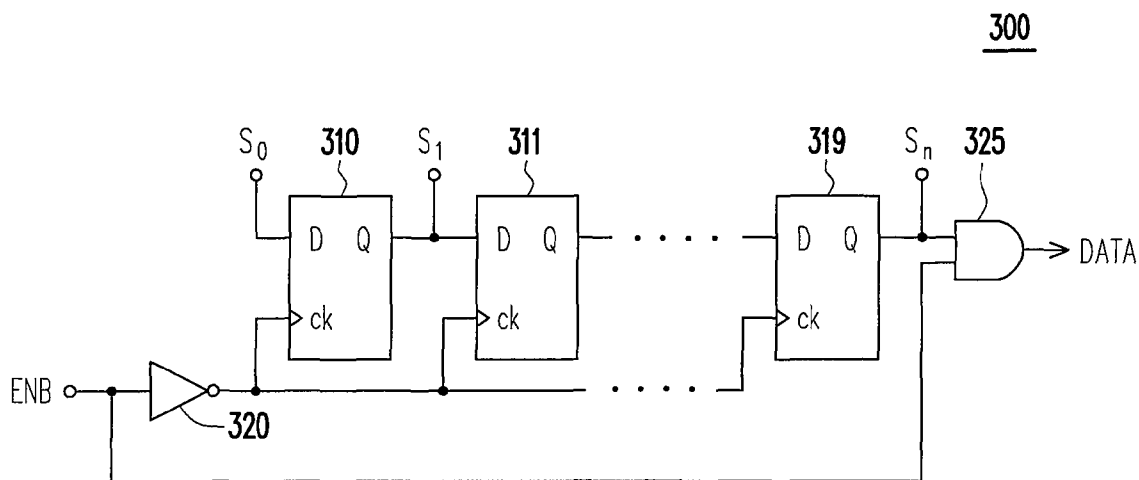 300
S₀ 310 S₁ 311 319 Sₙ 325
D Q D Q D Q DATA
ck ck ck
ENB 320